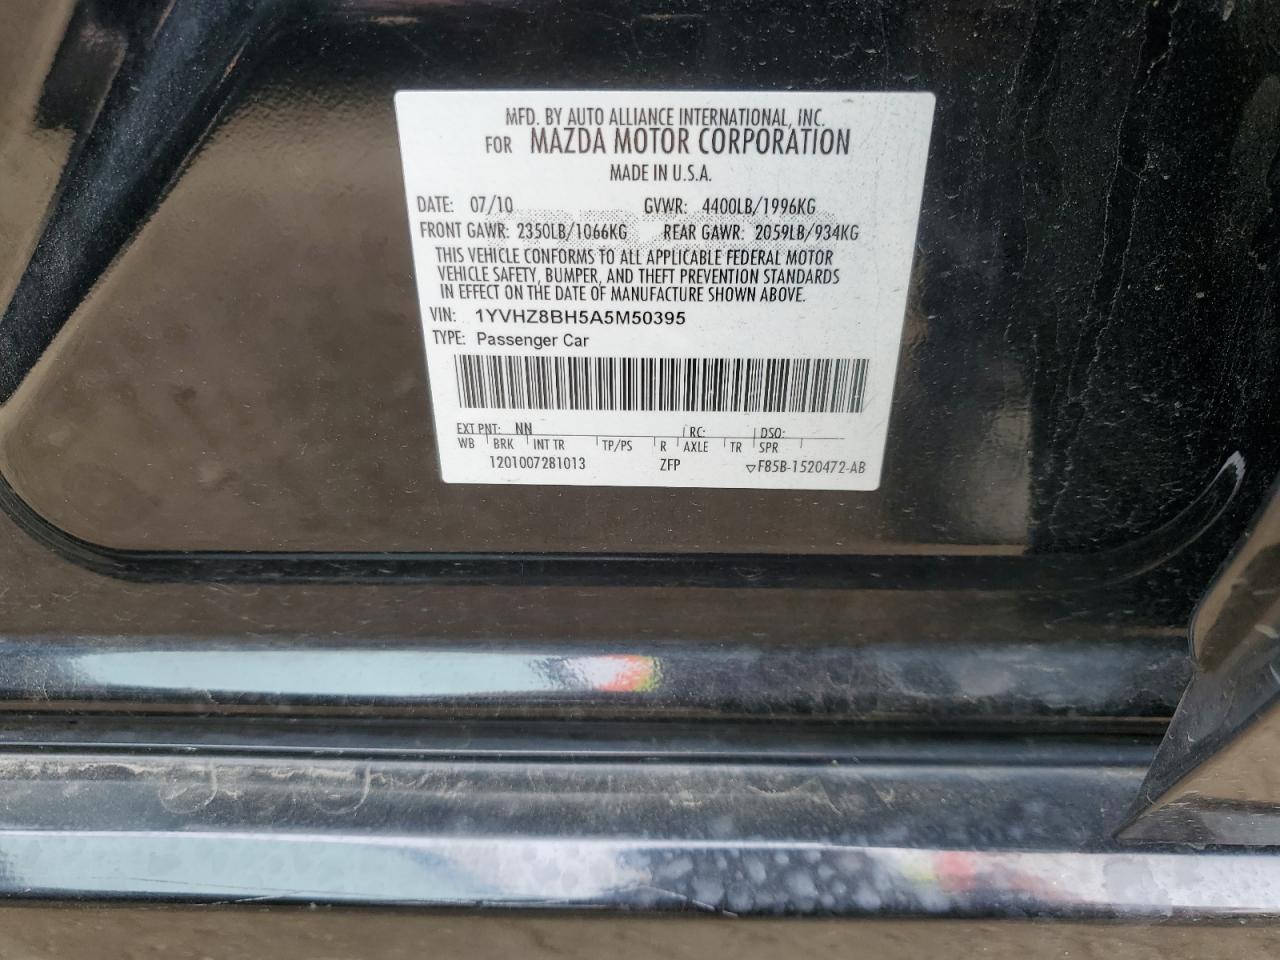 MFD. BY AUTO ALLIANCE INTERNATIONAL, INC.
FOR MAZDA MOTOR CORPORATION
MADE IN U.S.A.
DATE: 07/10 GVWR: 4400LB/1996KG
FRONT GAWR: 2350LB/1066KG REAR GAWR: 2059LB/934KG
THIS VEHICLE CONFORMS TO ALL APPLICABLE FEDERAL MOTOR
VEHICLE SAFETY, BUMPER, AND THEFT PREVENTION STANDARDS
IN EFFECT ON THE DATE OF MANUFACTURE SHOWN ABOVE.
VIN: 1YVHZ8BH5A5M50395
TYPE: Passenger Car
EXT PNT: NN RC: DSO:
WB BRK INT TR TP/PS R AXLE TR SPR
1201007281013 ZFP ▽F85B-1520472-AB